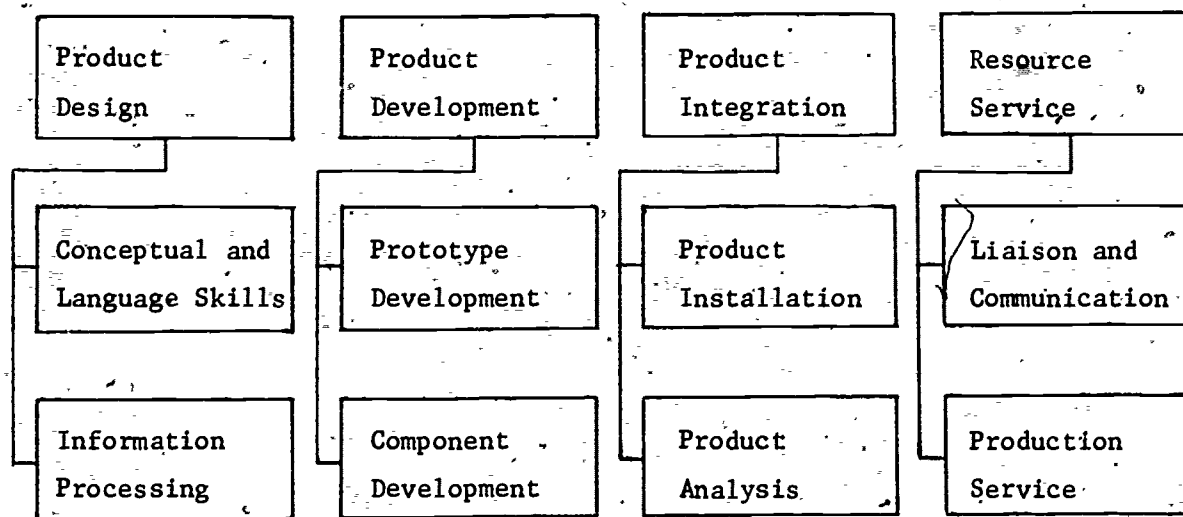 Product
Design
Product
Development
Product
Integration
Resource
Service
Conceptual and
Language Skills
Prototype
Development
Product
Installation
Liaison and
Communication
Information
Processing
Component
Development
Product
Analysis
Production
Service